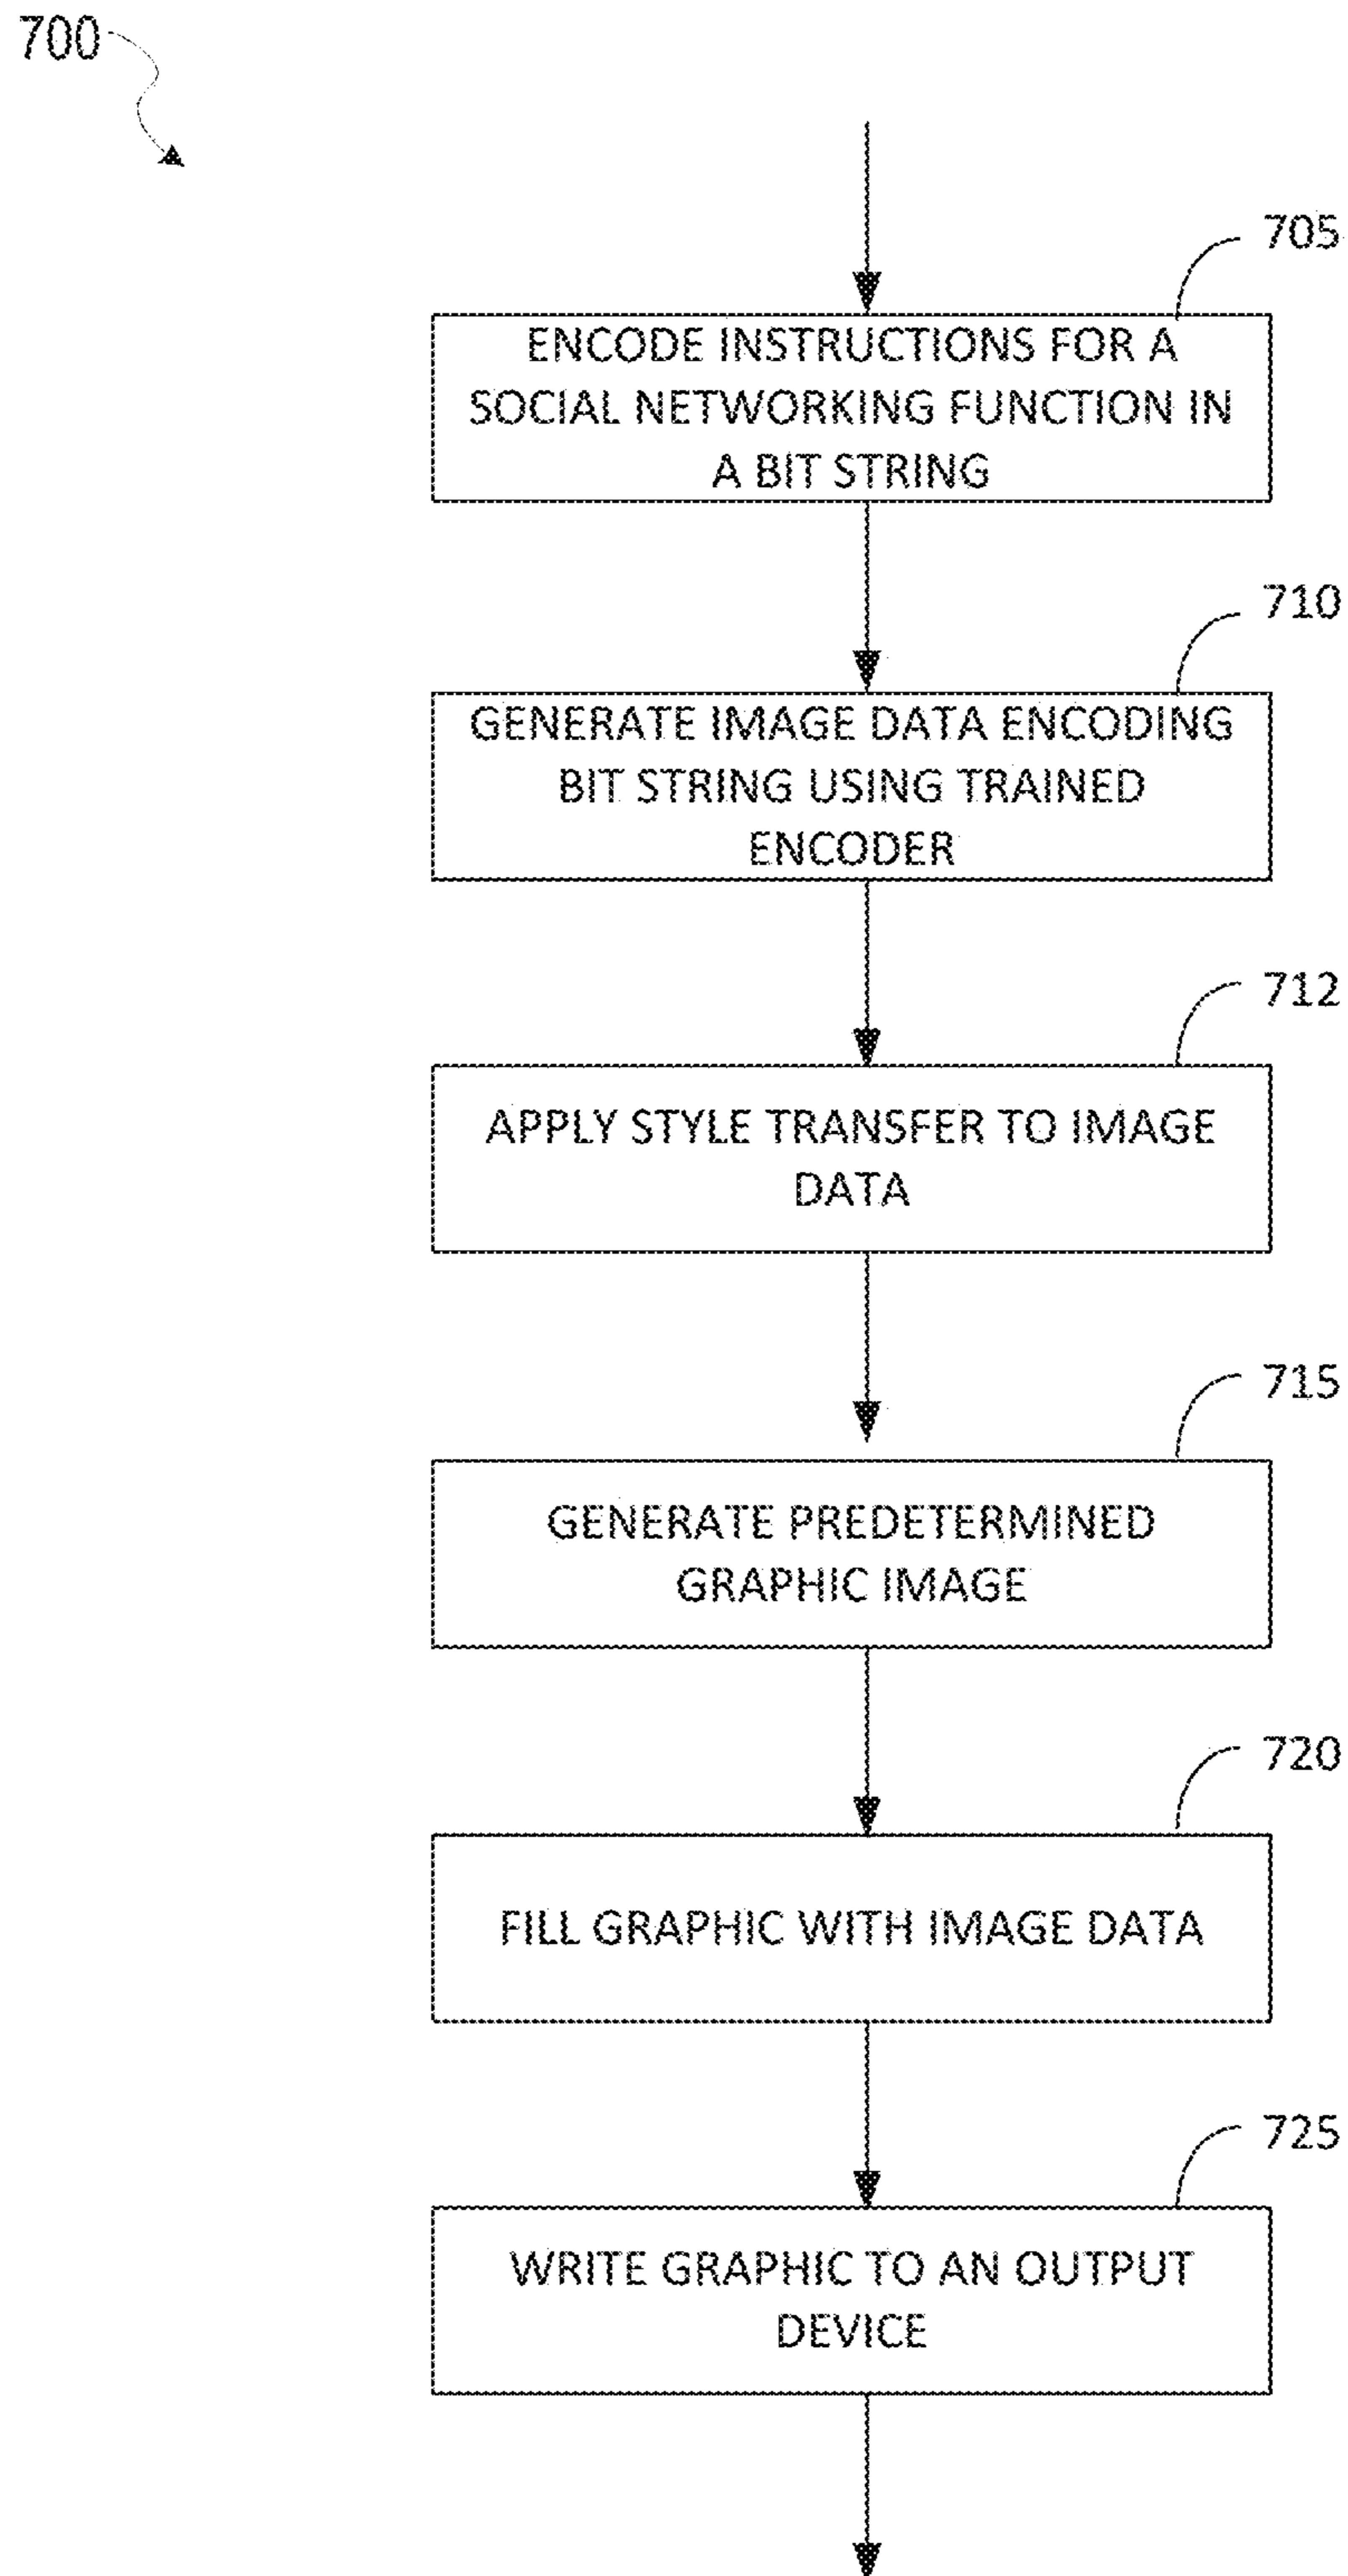 700
705
ENCODE INSTRUCTIONS FOR A
SOCIAL NETWORKING FUNCTION IN
A BIT STRING
710
GENERATE IMAGE DATA ENCODING
BIT STRING USING TRAINED
ENCODER
712
APPLY STYLE TRANSFER TO IMAGE
DATA
715
GENERATE PREDETERMINED
GRAPHIC IMAGE
720
FILL GRAPHIC WITH IMAGE DATA
725
WRITE GRAPHIC TO AN OUTPUT
DEVICE